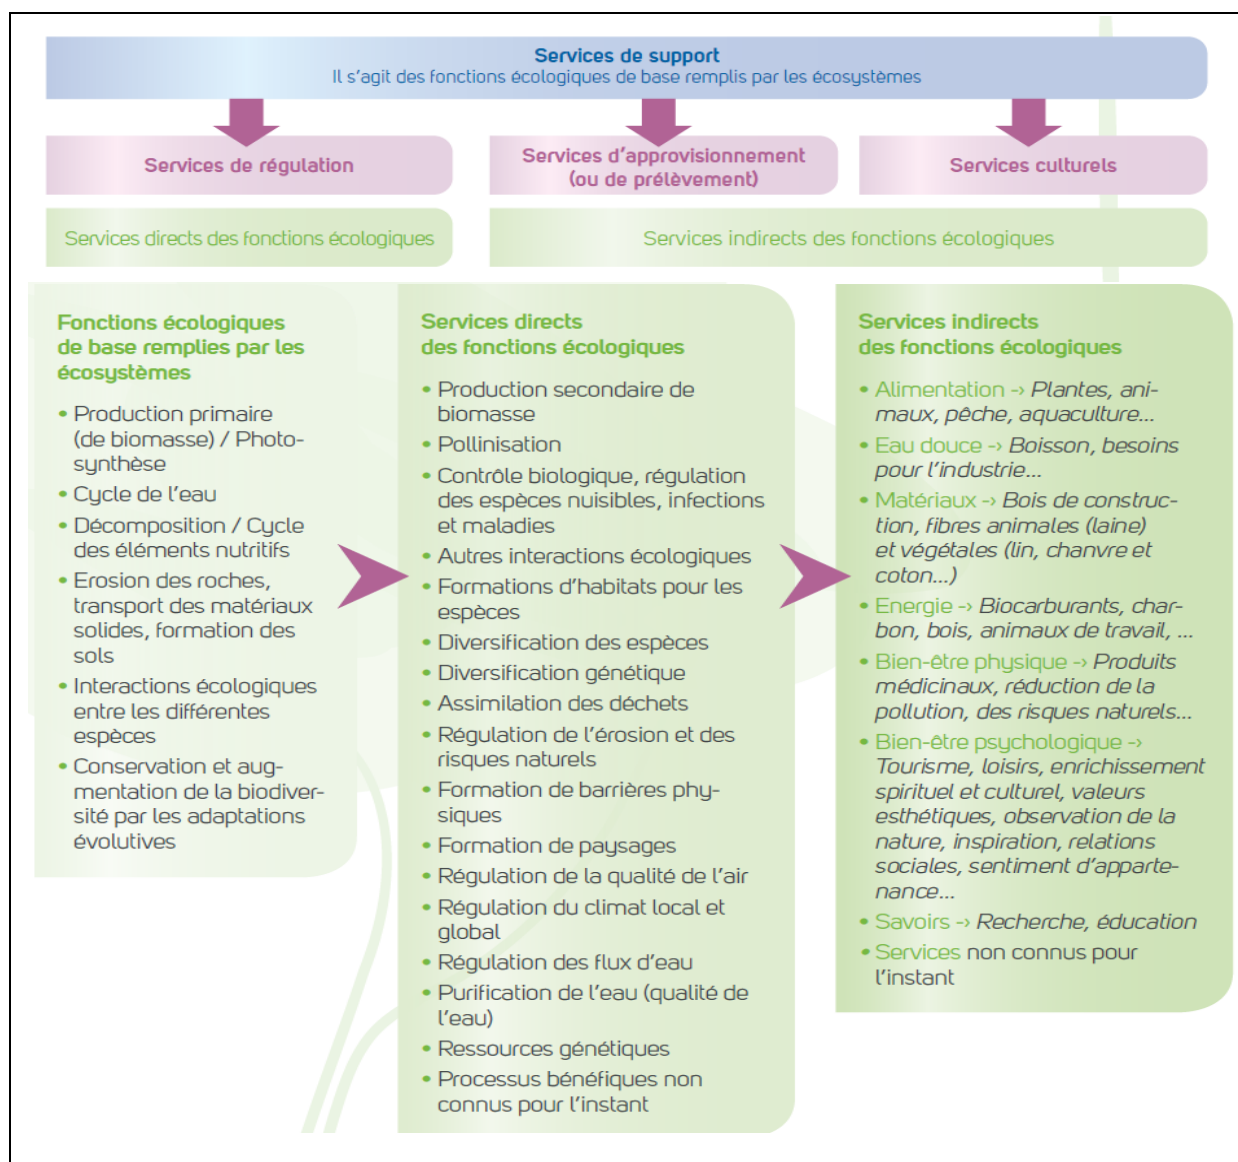 Services de support
Il s’agit des fonctions écologiques de base remplis par les écosystèmes
Services de régulation
Services d’approvisionnement
(ou de prélèvement)
Services culturels
Services directs des fonctions écologiques
Services indirects des fonctions écologiques
Fonctions écologiques
de base remplies par les
écosystèmes
• Production primaire
(de biomasse) / Photo-
synthèse
• Cycle de l’eau
• Décomposition / Cycle
des éléments nutritifs
• Erosion des roches,
transport des matériaux
solides, formation des
sols
• Interactions écologiques
entre les différentes
espèces
• Conservation et aug-
mentation de la biodiver-
sité par les adaptations
évolutives
Services directs
des fonctions écologiques
• Production secondaire de
biomasse
• Pollinisation
• Contrôle biologique, régulation
des espèces nuisibles, infections
et maladies
• Autres interactions écologiques
• Formations d’habitats pour les
espèces
• Diversification des espèces
• Diversification génétique
• Assimilation des déchets
• Régulation de l’érosion et des
risques naturels
• Formation de barrières phy-
siques
• Formation de paysages
• Régulation de la qualité de l’air
• Régulation du climat local et
global
• Régulation des flux d’eau
• Purification de l’eau (qualité de
l’eau)
• Ressources génétiques
• Processus bénéfiques non
connus pour l’instant
Services indirects
des fonctions écologiques
• Alimentation -> Plantes, ani-
maux, pêche, aquaculture...
• Eau douce -> Boisson, besoins
pour l’industrie...
• Matériaux -> Bois de construc-
tion, fibres animales (laine)
et végétales (lin, chanvre et
coton...)
• Energie -> Biocarburants, char-
bon, bois, animaux de travail, ...
• Bien-être physique -> Produits
médicinaux, réduction de la
pollution, des risques naturels...
• Bien-être psychologique ->
Tourisme, loisirs, enrichissement
spirituel et culturel, valeurs
esthétiques, observation de la
nature, inspiration, relations
sociales, sentiment d’apparte-
nance...
• Savoirs -> Recherche, éducation
• Services non connus pour
l’instant